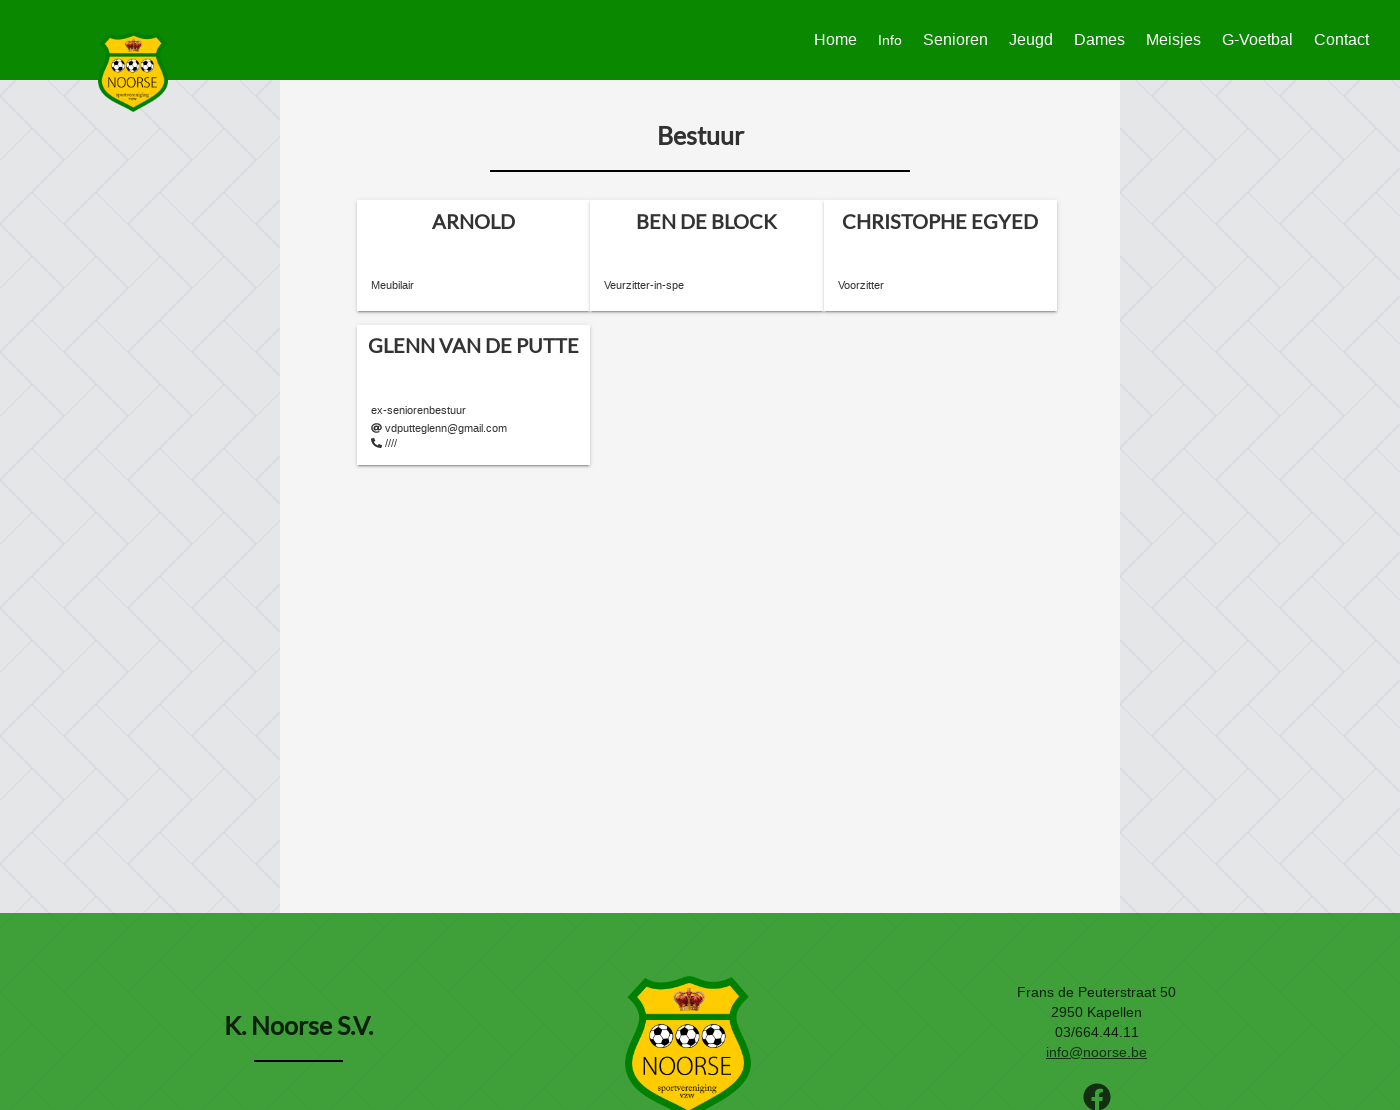 Home Info Senioren Jeugd Dames Meisjes G-Voetbal Contact
NOORSE
sportvereniging
vzw
Bestuur
ARNOLD
Meubilair
BEN DE BLOCK
Veurzitter-in-spe
CHRISTOPHE EGYED
Voorzitter
GLENN VAN DE PUTTE
ex-seniorenbestuur
@ vdputteglenn@gmail.com
////
K. Noorse S.V.
NOORSE
sportvereniging
vzw
Frans de Peuterstraat 50
2950 Kapellen
03/664.44.11
info@noorse.be